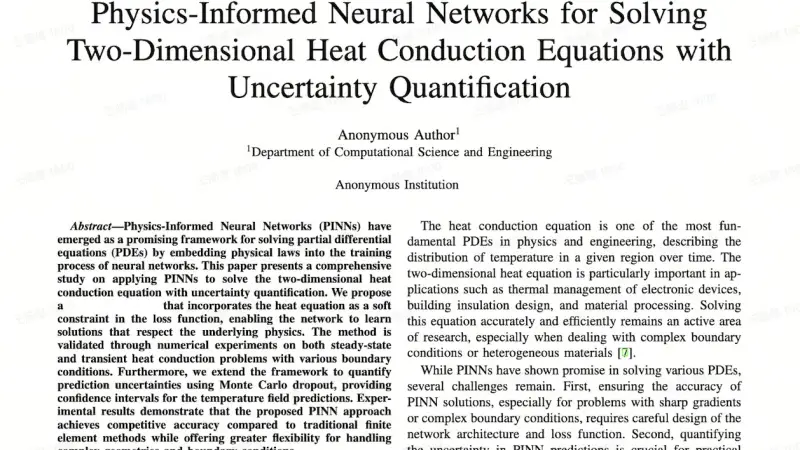 Physics-Informed Neural Networks for Solving
Two-Dimensional Heat Conduction Equations with
Uncertainty Quantification
Anonymous Author1
1Department of Computational Science and Engineering
Anonymous Institution
Abstract—Physics-Informed Neural Networks (PINNs) have
emerged as a promising framework for solving partial differential
equations (PDEs) by embedding physical laws into the training
process of neural networks. This paper presents a comprehensive
study on applying PINNs to solve the two-dimensional heat
conduction equation with uncertainty quantification. We propose
a that incorporates the heat equation as a soft
constraint in the loss function, enabling the network to learn
solutions that respect the underlying physics. The method is
validated through numerical experiments on both steady-state
and transient heat conduction problems with various boundary
conditions. Furthermore, we extend the framework to quantify
prediction uncertainties using Monte Carlo dropout, providing
confidence intervals for the temperature field predictions. Exper-
imental results demonstrate that the proposed PINN approach
achieves competitive accuracy compared to traditional finite
element methods while offering greater flexibility for handling
The heat conduction equation is one of the most fun-
damental PDEs in physics and engineering, describing the
distribution of temperature in a given region over time. The
two-dimensional heat equation is particularly important in ap-
plications such as thermal management of electronic devices,
building insulation design, and material processing. Solving
this equation accurately and efficiently remains an active area
of research, especially when dealing with complex boundary
conditions or heterogeneous materials [7].
While PINNs have shown promise in solving various PDEs,
several challenges remain. First, ensuring the accuracy of
PINN solutions, especially for problems with sharp gradients
or complex boundary conditions, requires careful design of the
network architecture and loss function. Second, quantifying
the uncertainty in PINN predictions is crucial for practical